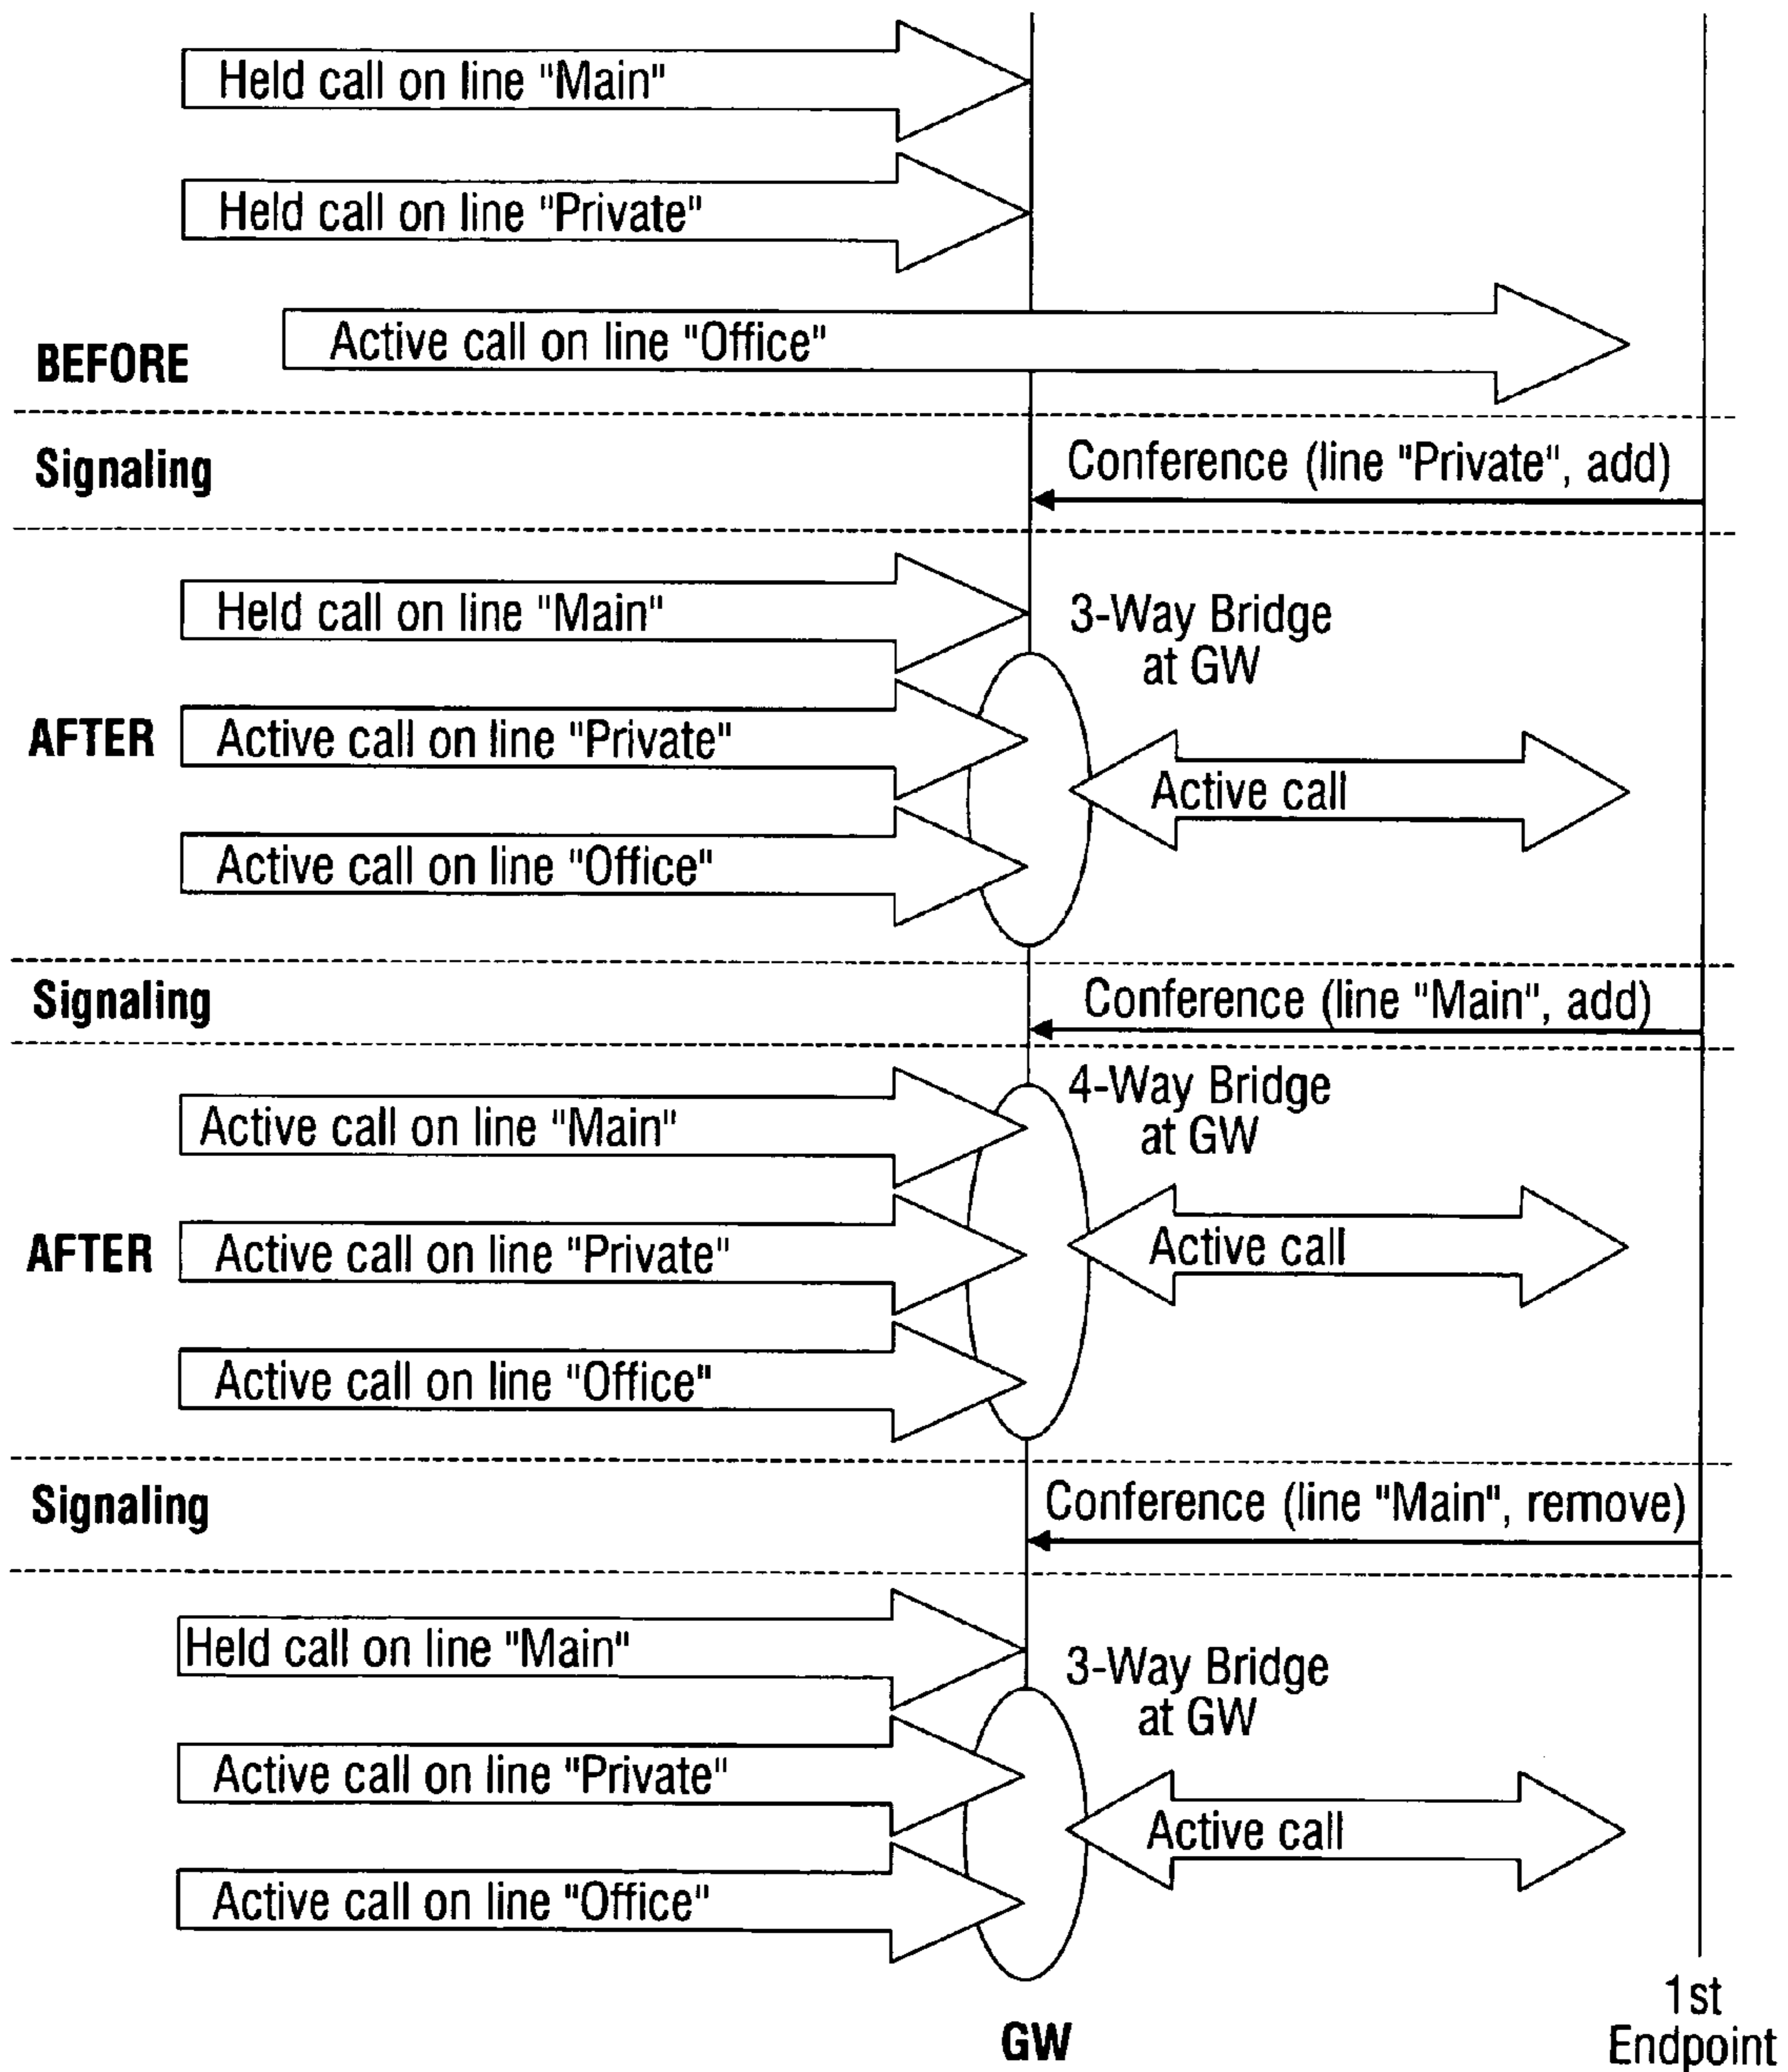 Held call on line "Main"
Held call on line "Private"
Active call on line "Office"
BEFORE
Signaling
Conference (line "Private", add)
Held call on line "Main"
3-Way Bridge
at GW
AFTER
Active call on line "Private"
Active call
Active call on line "Office"
Signaling
Conference (line "Main", add)
4-Way Bridge
at GW
Active call on line "Main"
AFTER
Active call on line "Private"
Active call
Active call on line "Office"
Signaling
Conference (line "Main", remove)
Held call on line "Main"
3-Way Bridge
at GW
Active call on line "Private"
Active call
Active call on line "Office"
GW
1st
Endpoint